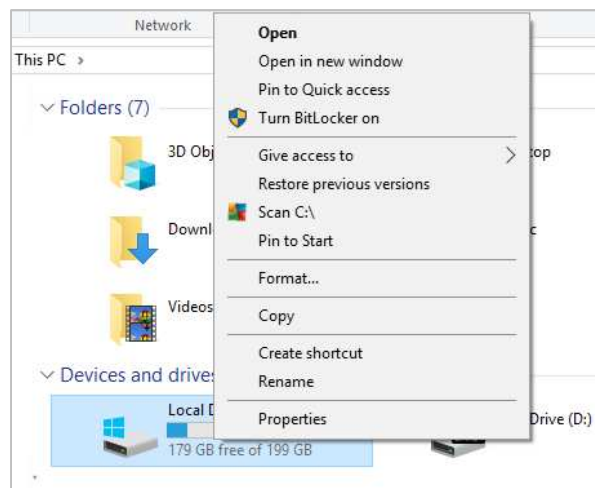 Network
This PC
Folders (7)
3D Obj
Downl
Videos
Devices and drives
Local D
179 GB free of 199 GB
Open
Open in new window
Pin to Quick access
Turn BitLocker on
Give access to
Restore previous versions
Scan C:\
Pin to Start
Format...
Copy
Create shortcut
Rename
Properties
top
c
Drive (D:)